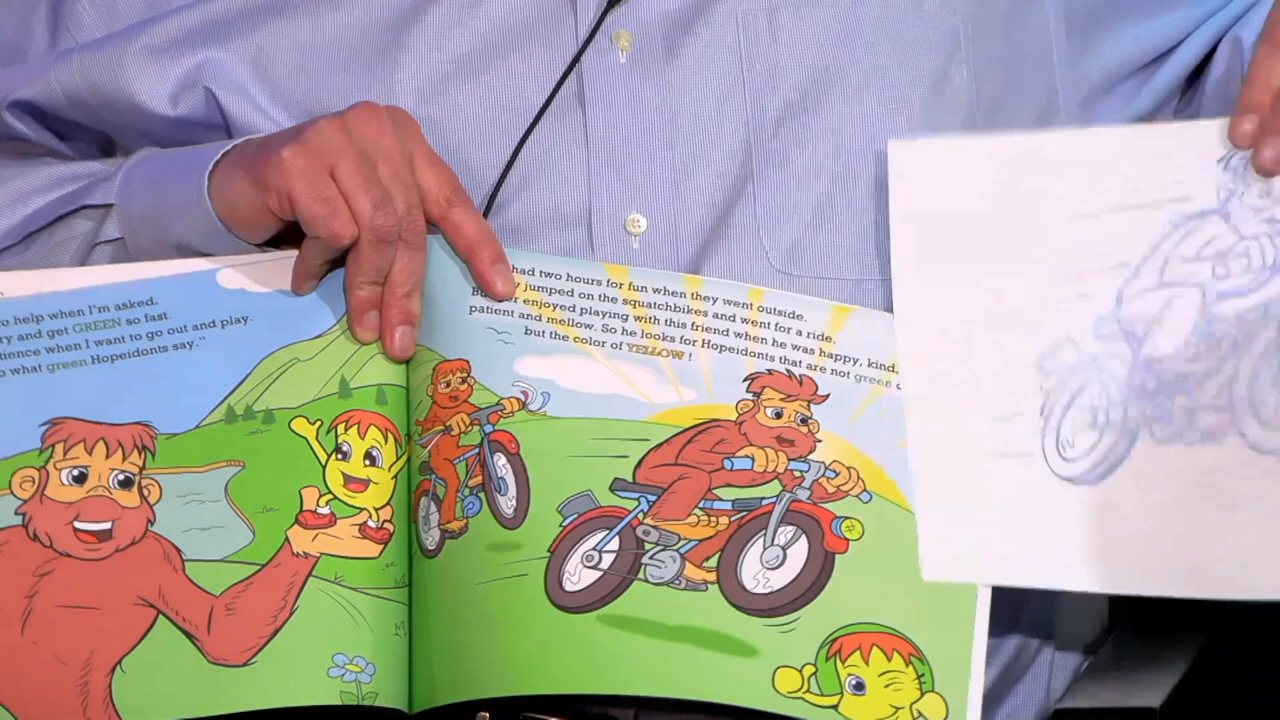 o help when I'm asked.
ry and get GREEN so fast.
tience when I want to go out and play.
o what green Hopeidonts say."
had two hours for fun when they went outside.
jumped on the squatchbikes and went for a ride.
enjoyed playing with this friend when he was happy, kind,
patient and mellow. So he looks for Hopeidonts that are not green
but the color of YELLOW!